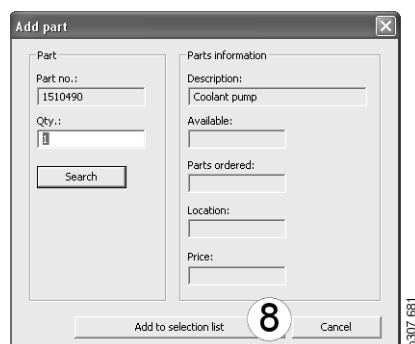 Add part
Part
Part no.:
1510490
Qty.:
1
Search
Parts information
Description:
Coolant pump
Available:
Parts ordered:
Location:
Price:
Add to selection list
8
Cancel
b307 681